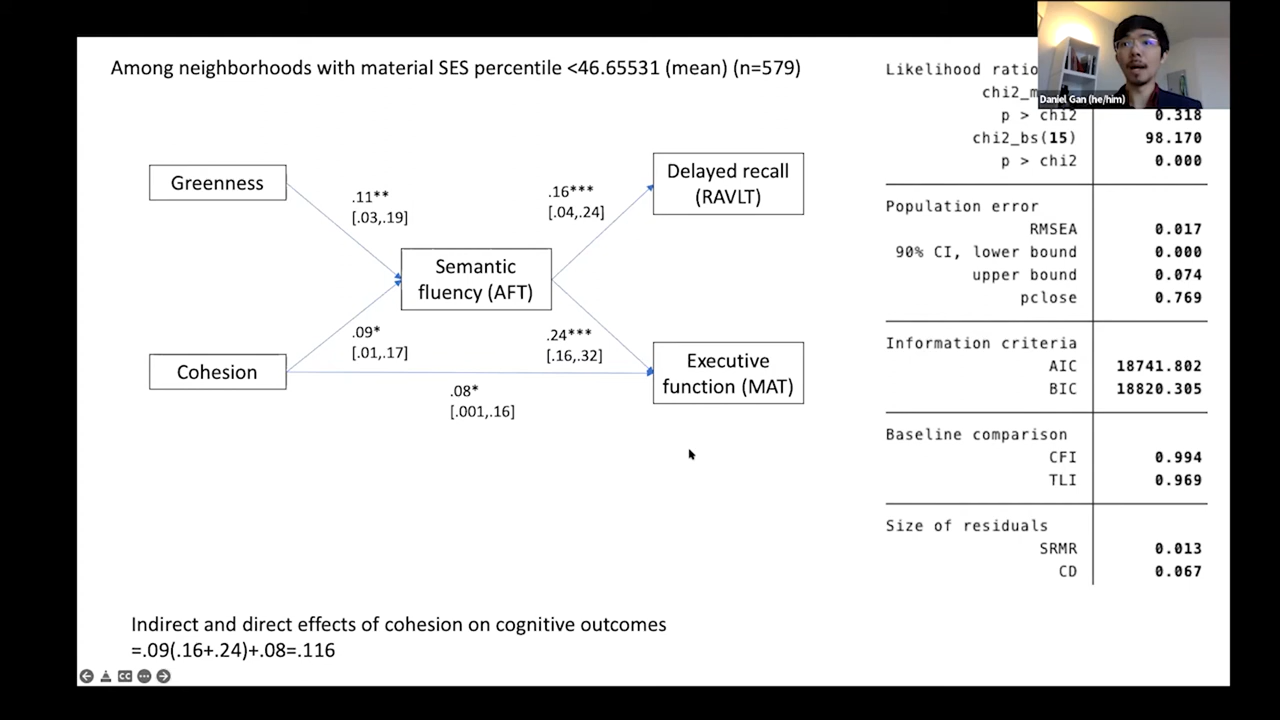 Among neighborhoods with material SES percentile <46.65531 (mean) (n=579)
Greenness
.11**
[.03,.19]
Semantic
fluency (AFT)
.16***
[.04,.24]
Delayed recall
(RAVLT)
.09*
[.01,.17]
.24***
[.16,.32]
Cohesion
Executive
function (MAT)
.08*
[.001,.16]
Indirect and direct effects of cohesion on cognitive outcomes
=.09(.16+.24)+.08=.116
Likelihood ratio
Daniel Gan (he/him)
p > chi2 0.318
chi2_bs(15) 98.170
p > chi2 0.000
Population error
RMSEA 0.017
90% CI, lower bound 0.000
upper bound 0.074
pclose 0.769
Information criteria
AIC 18741.802
BIC 18820.305
Baseline comparison
CFI 0.994
TLI 0.969
Size of residuals
SRMR 0.013
CD 0.067
CC